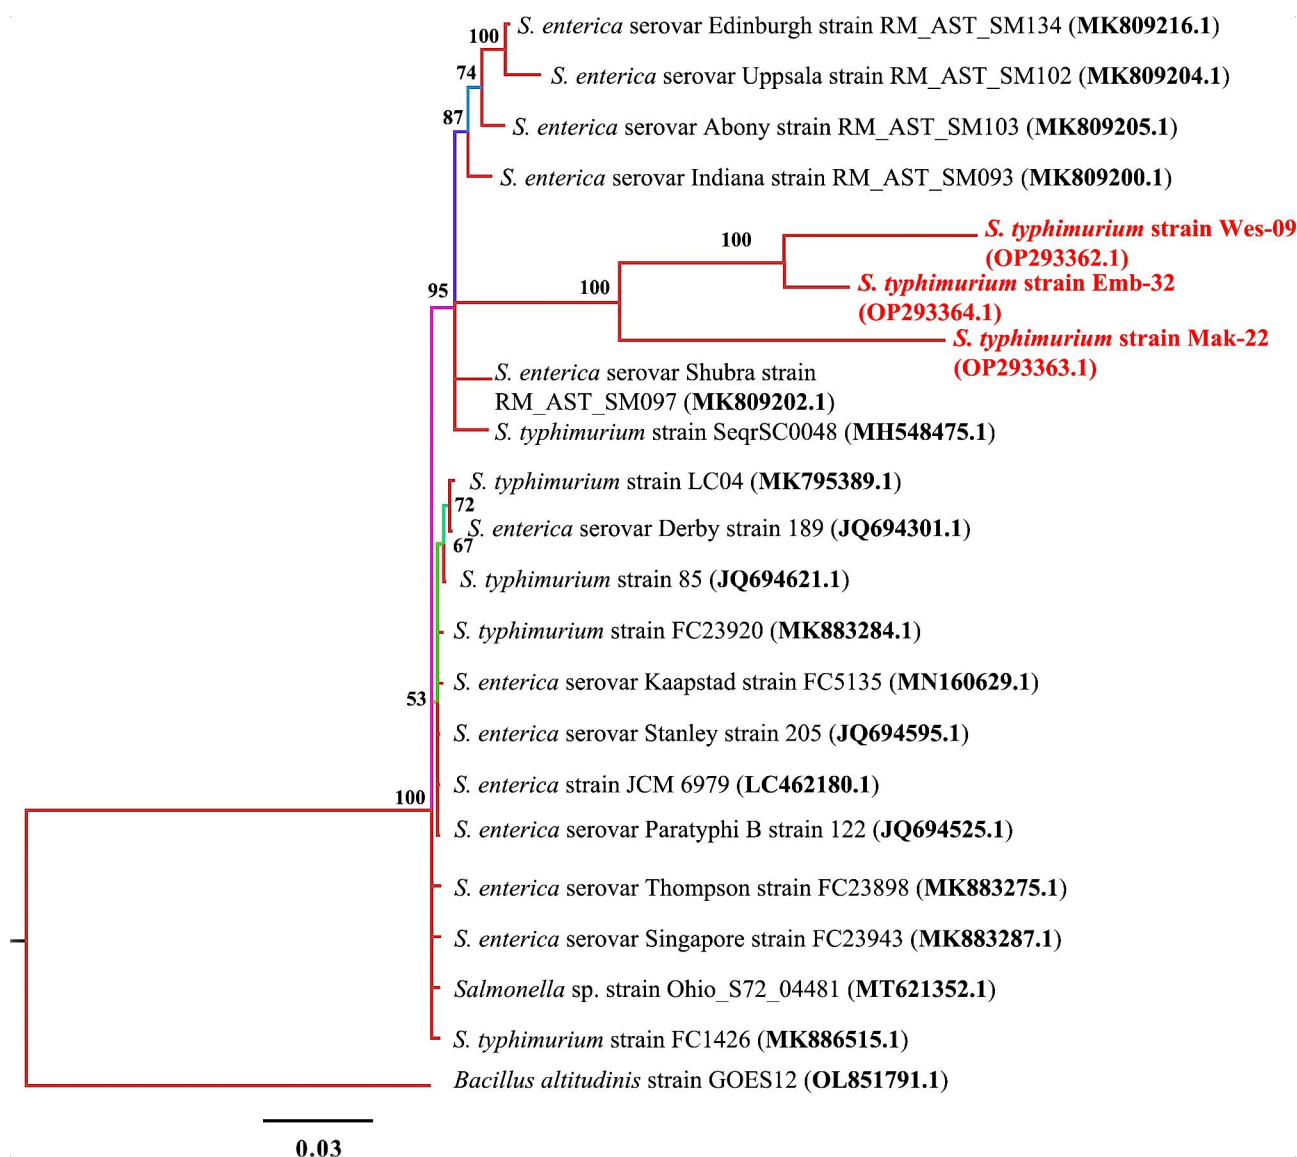 S. enterica serovar Edinburgh strain RM_AST_SM134 (MK809216.1)
100
74
S. enterica serovar Uppsala strain RM_AST_SM102 (MK809204.1)
87
S. enterica serovar Abony strain RM_AST_SM103 (MK809205.1)
S. enterica serovar Indiana strain RM_AST_SM093 (MK809200.1)
S. typhimurium strain Wes-09
(OP293362.1)
100
S. typhimurium strain Emb-32
(OP293364.1)
100
95
S. typhimurium strain Mak-22
(OP293363.1)
S. enterica serovar Shubra strain
RM_AST_SM097 (MK809202.1)
S. typhimurium strain SeqrSC0048 (MH548475.1)
S. typhimurium strain LC04 (MK795389.1)
72
S. enterica serovar Derby strain 189 (JQ694301.1)
67
S. typhimurium strain 85 (JQ694621.1)
S. typhimurium strain FC23920 (MK883284.1)
S. enterica serovar Kaapstad strain FC5135 (MN160629.1)
53
S. enterica serovar Stanley strain 205 (JQ694595.1)
S. enterica strain JCM 6979 (LC462180.1)
100
S. enterica serovar Paratyphi B strain 122 (JQ694525.1)
S. enterica serovar Thompson strain FC23898 (MK883275.1)
S. enterica serovar Singapore strain FC23943 (MK883287.1)
Salmonella sp. strain Ohio_S72_04481 (MT621352.1)
S. typhimurium strain FC1426 (MK886515.1)
Bacillus altitudinis strain GOES12 (OL851791.1)
0.03